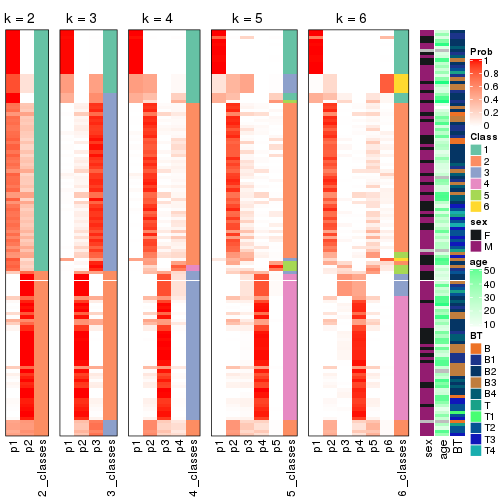 k = 2
k = 3
k = 4
k = 5
k = 6
p1
p2
2_classes
p1
p2
p3
3_classes
p1
p2
p3
p4
4_classes
p1
p2
p3
p4
p5
5_classes
p1
p2
p3
p4
p5
p6
6_classes
sex
age
BT
Prob
1
0.8
0.6
0.4
0.2
0
Class
1
2
3
4
5
6
sex
F
M
age
50
40
30
20
10
BT
B
B1
B2
B3
B4
T
T1
T2
T3
T4